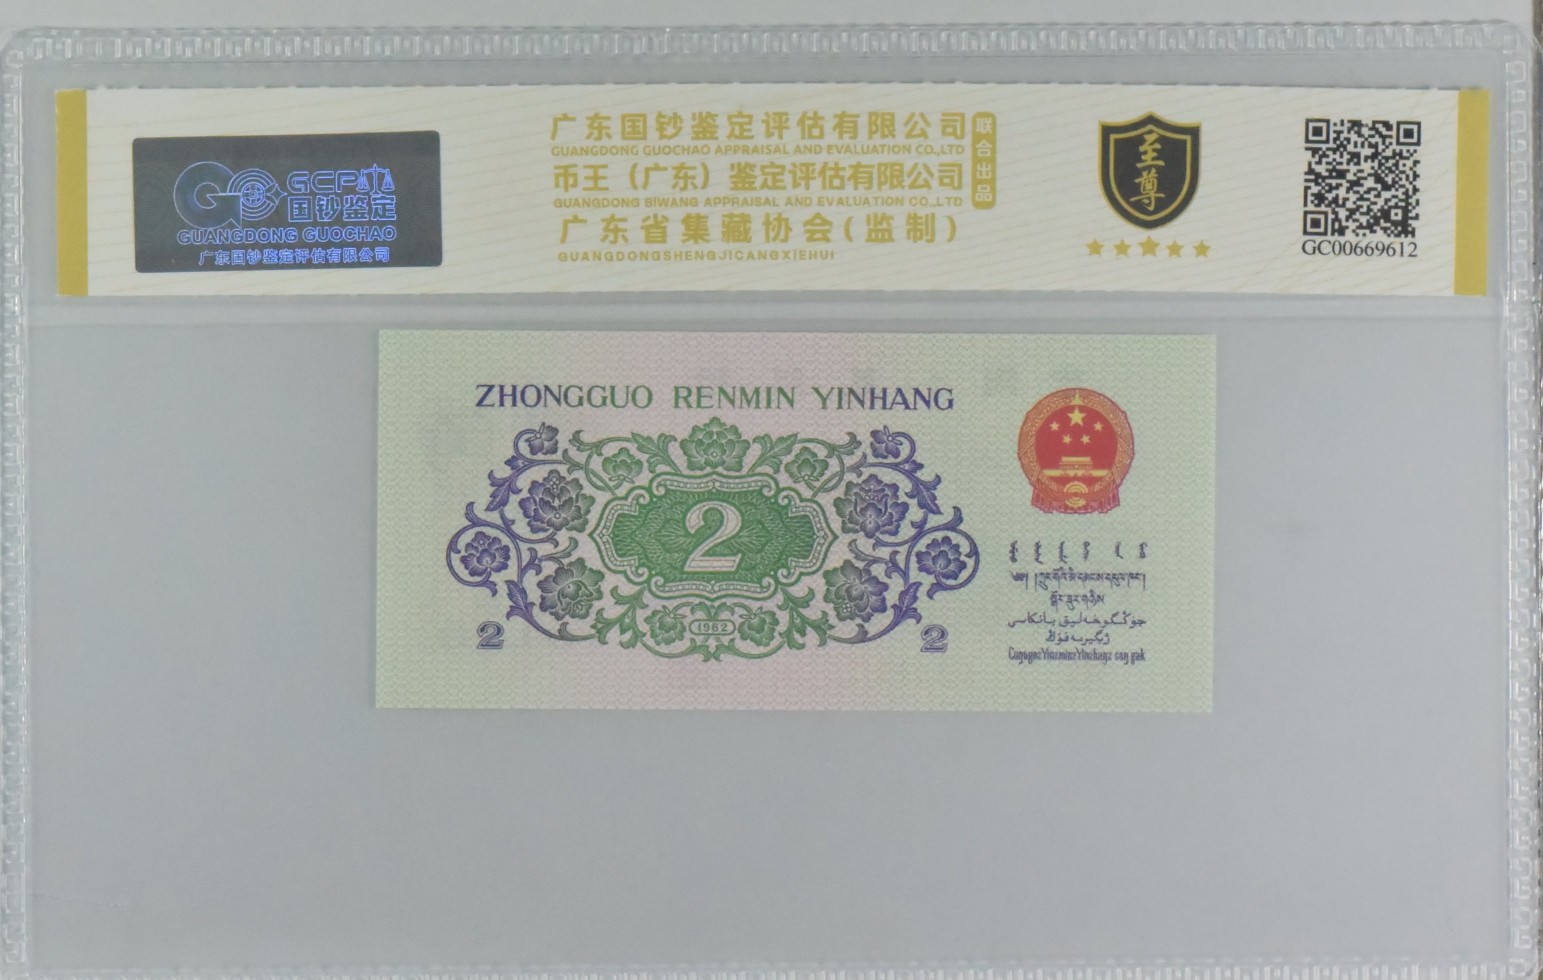 GCP
国钞鉴定
GUANGDONG GUOCHAO
广东国钞鉴定评估有限公司
广东国钞鉴定评估有限公司
GUANGDONG GUOCHAO APPRAISAL AND EVALUATION CO.,LTD
币王（广东）鉴定评估有限公司
GUANGDONG BIWANG APPRAISAL AND EVALUATION CO.,LTD
广东省集藏协会(监制)
GUANGDONGSHENGJICANGXIEHUI
联合出品
至尊
GC00669612
ZHONGGUO RENMIN YINHANG
2
1962
2
2